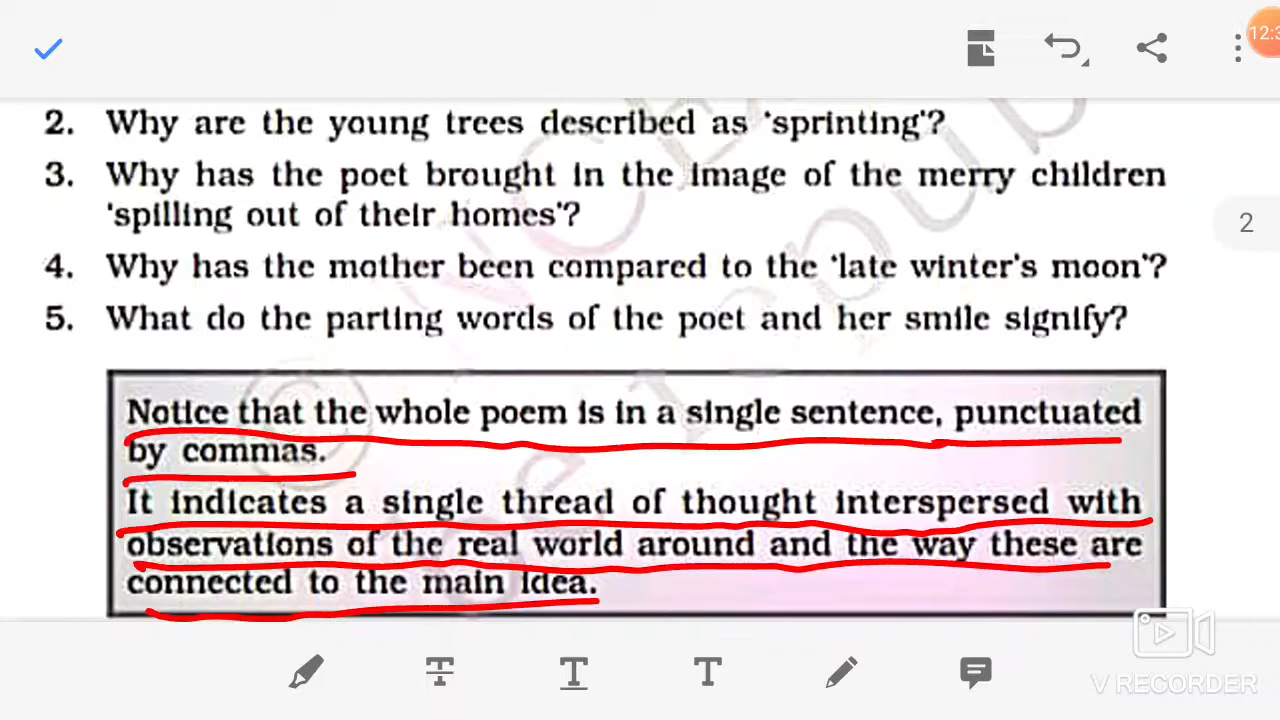 12:3
2. Why are the young trees described as 'sprinting'?
3. Why has the poet brought in the image of the merry children
'spilling out of their homes'?
2
4. Why has the mother been compared to the 'late winter's moon'?
5. What do the parting words of the poet and her smile signify?
Notice that the whole poem is in a single sentence, punctuated
by commas.
It indicates a single thread of thought interspersed with
observations of the real world around and the way these are
connected to the main idea.
T T T
V RECORDER